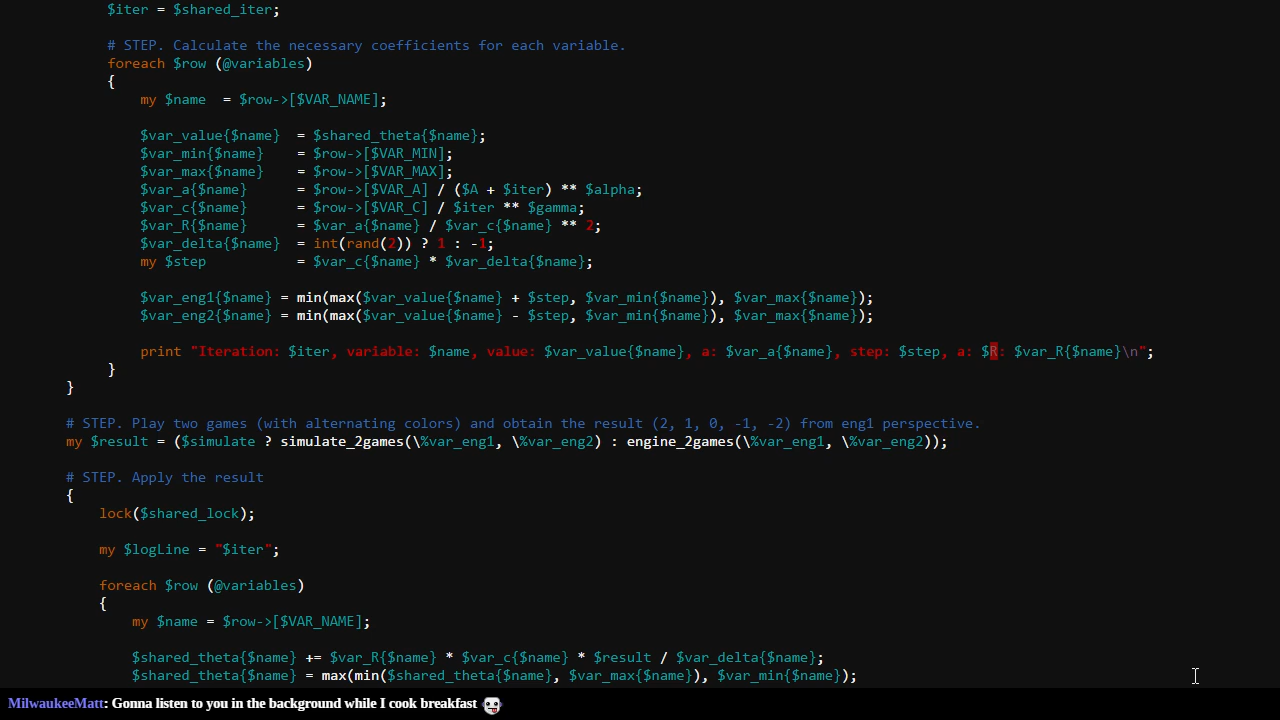 $iter = $shared_iter;
# STEP. Calculate the necessary coefficients for each variable.
foreach $row (@variables)
{
my $name  = $row->[$VAR_NAME];
$var_value{$name}  = $shared_theta{$name};
$var_min{$name}    = $row->[$VAR_MIN];
$var_max{$name}    = $row->[$VAR_MAX];
$var_a{$name}      = $row->[$VAR_A] / ($A + $iter) ** $alpha;
$var_c{$name}      = $row->[$VAR_C] / $iter ** $gamma;
$var_R{$name}      = $var_a{$name} / $var_c{$name} ** 2;
$var_delta{$name}  = int(rand(2)) ? 1 : -1;
my $step           = $var_c{$name} * $var_delta{$name};
$var_eng1{$name} = min(max($var_value{$name} + $step, $var_min{$name}), $var_max{$name});
$var_eng2{$name} = min(max($var_value{$name} - $step, $var_min{$name}), $var_max{$name});
print "Iteration: $iter, variable: $name, value: $var_value{$name}, a: $var_a{$name}, step: $step, a: $R: $var_R{$name}\n";
}
}
# STEP. Play two games (with alternating colors) and obtain the result (2, 1, 0, -1, -2) from eng1 perspective.
my $result = ($simulate ? simulate_2games(\%var_eng1, \%var_eng2) : engine_2games(\%var_eng1, \%var_eng2));
# STEP. Apply the result
{
lock($shared_lock);
my $logLine = "$iter";
foreach $row (@variables)
{
my $name = $row->[$VAR_NAME];
$shared_theta{$name} += $var_R{$name} * $var_c{$name} * $result / $var_delta{$name};
$shared_theta{$name} = max(min($shared_theta{$name}, $var_max{$name}), $var_min{$name});
MilwaukeeMatt: Gonna listen to you in the background while I cook breakfast